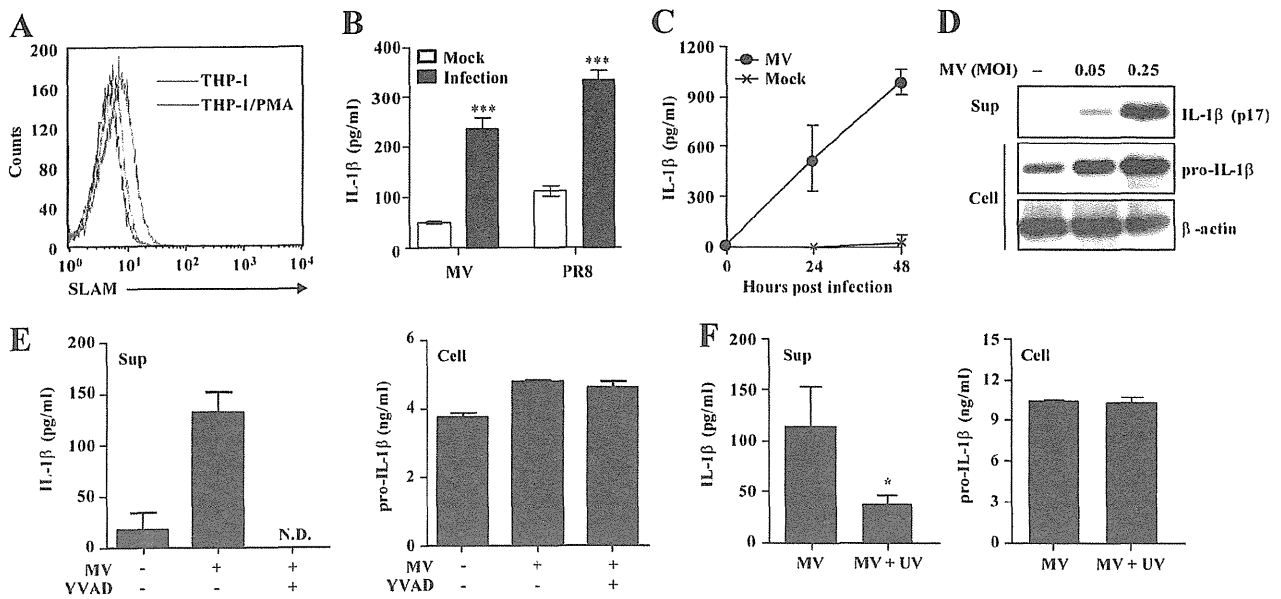 A
200
160
120
80
40
0
Counts
THP-1
THP-1/PMA
10⁰ 10¹ 10² 10³ 10⁴
SLAM
B
400
300
200
100
0
IL-1β (pg/ml)
Mock
Infection
***
***
MV PR8
C
1200
900
600
300
0
IL-1β (pg/ml)
MV
Mock
0 24 48
Hours post infection
D
MV (MOI) – 0.05 0.25
Sup
IL-1β (p17)
Cell
pro-IL-1β
β-actin
E
200
150
100
50
0
IL-1β (pg/ml)
Sup
N.D.
MV - + +
YVAD - - +
6
4
2
0
pro-IL-1β (ng/ml)
Cell
- + +
- - +
F
200
150
100
50
0
IL-1β (pg/ml)
Sup
*
MV MV + UV
15
12
9
6
3
0
pro-IL-1β (ng/ml)
Cell
MV MV + UV